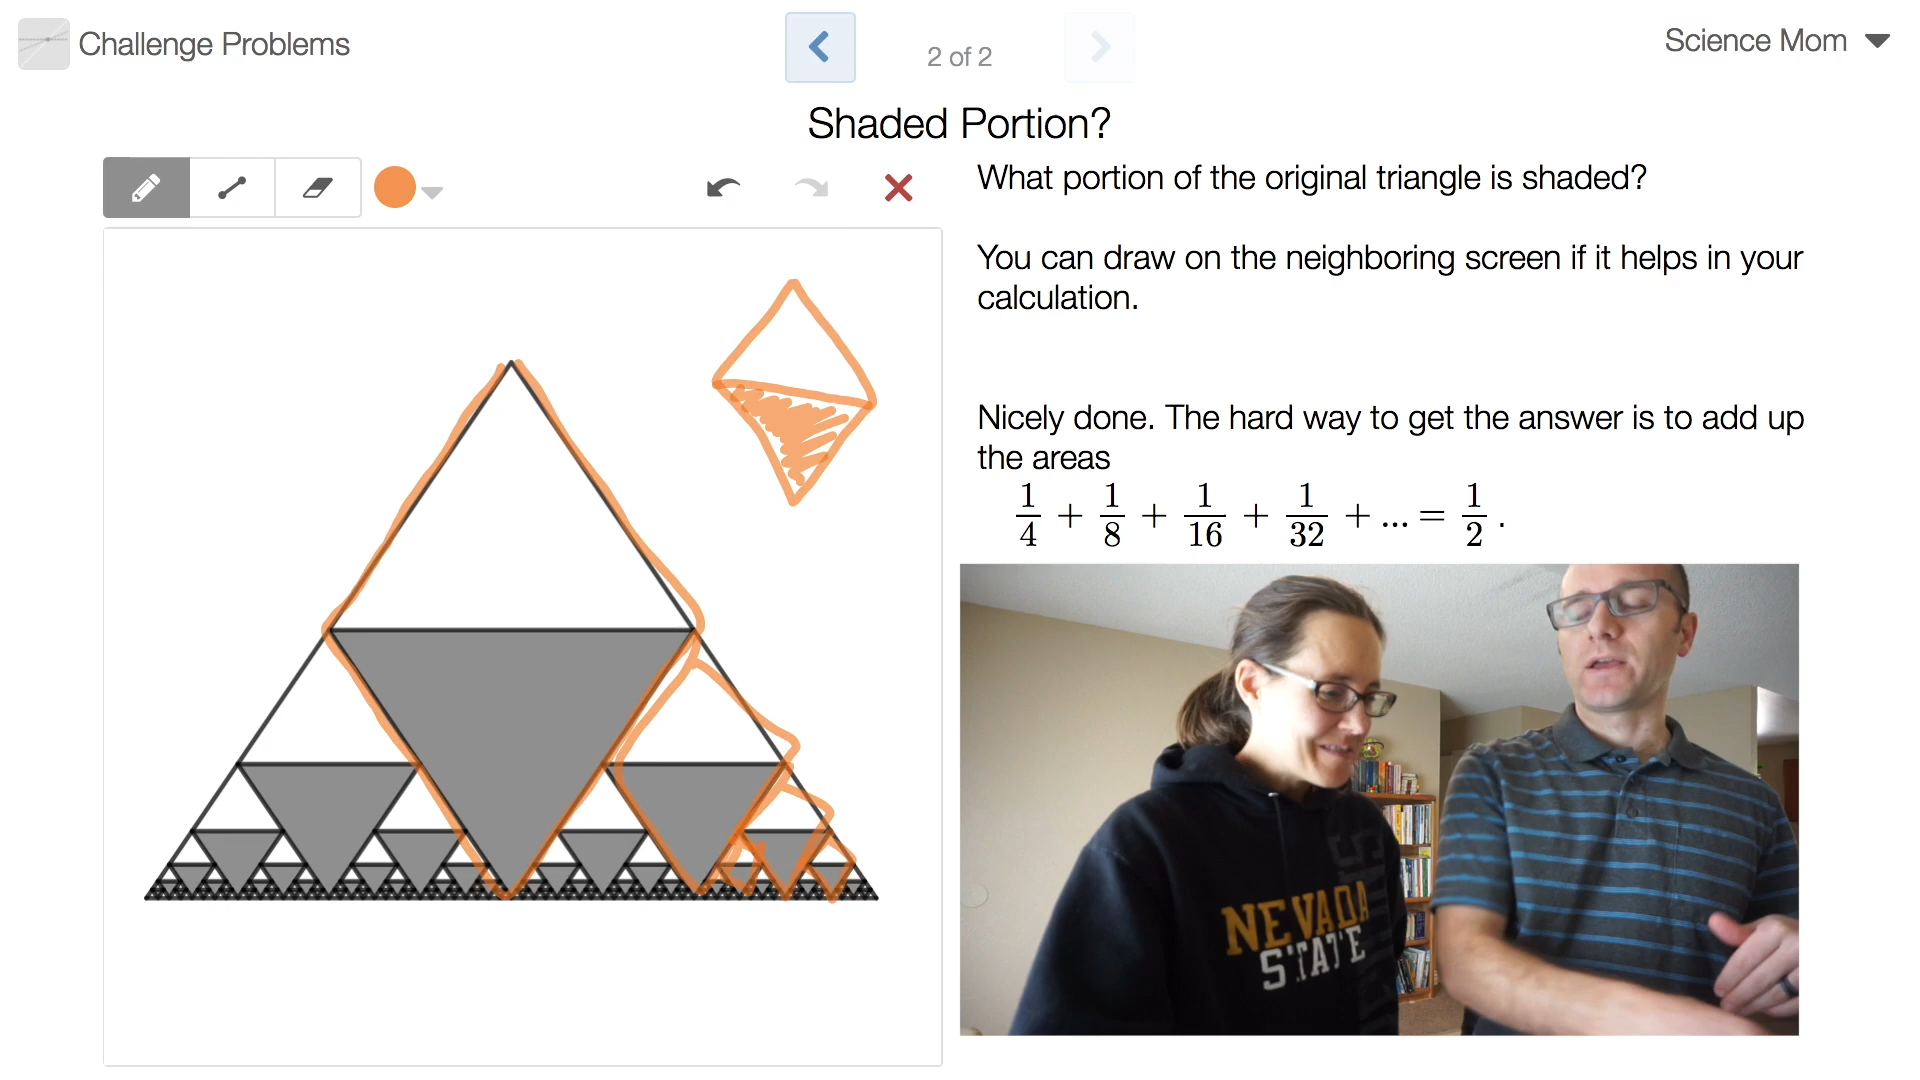 Challenge Problems
2 of 2
Science Mom
Shaded Portion?
What portion of the original triangle is shaded?
You can draw on the neighboring screen if it helps in your
calculation.
Nicely done. The hard way to get the answer is to add up
the areas
1/4 + 1/8 + 1/16 + 1/32 + ... = 1/2 .
NEVADA
STATE